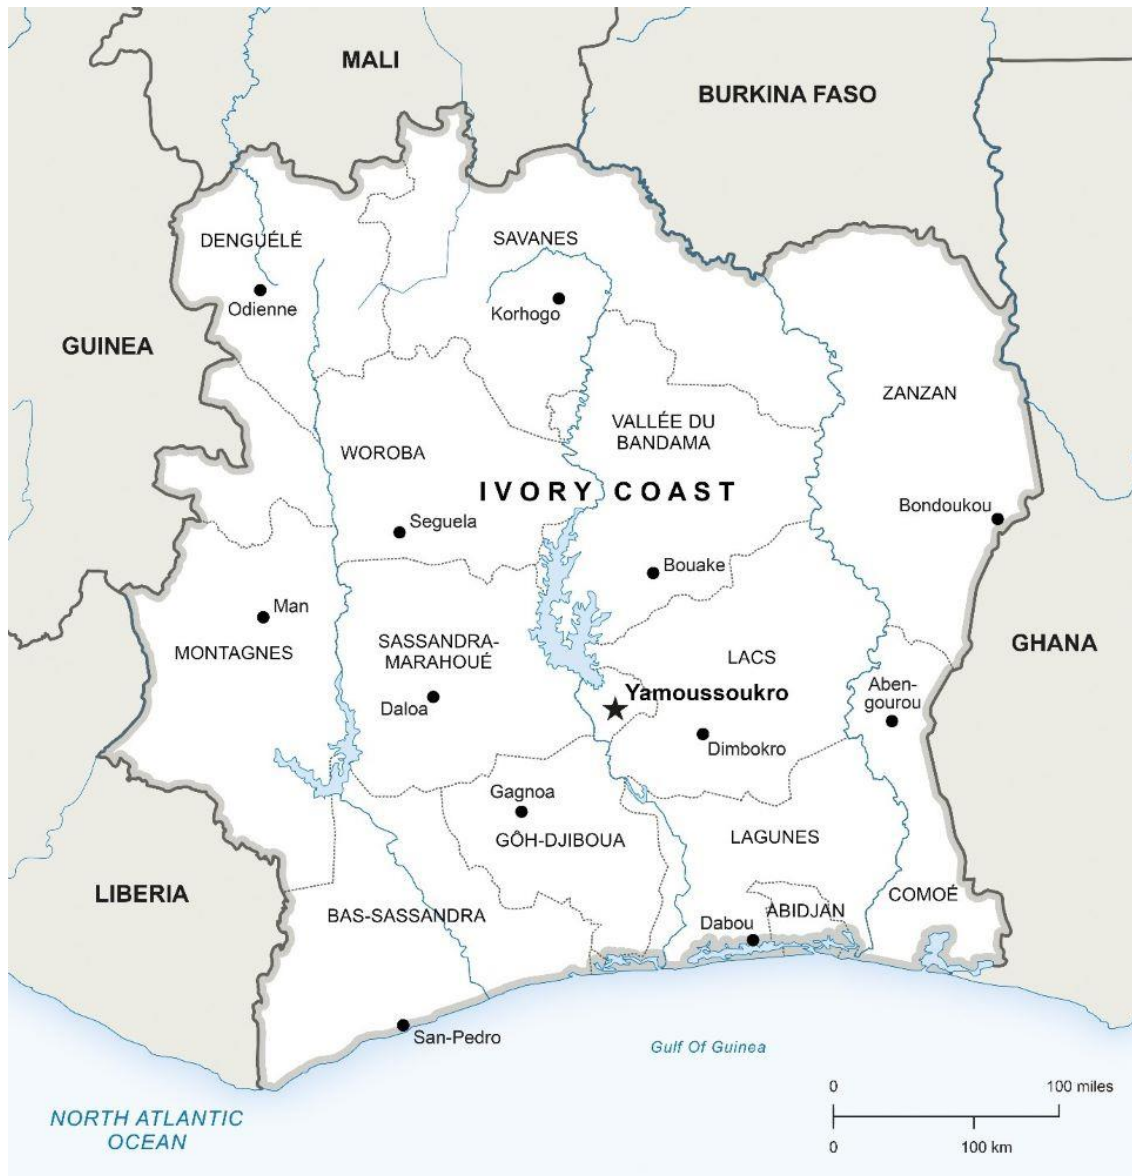 MALI
BURKINA FASO
DENGUÉLÉ
SAVANES
Odienne
Korhogo
GUINEA
ZANZAN
VALLÉE DU
BANDAMA
WOROBA
IVORY COAST
Bondoukou
Seguela
Bouake
Man
MONTAGNES
SASSANDRA-
MARAHOUÉ
LACS
GHANA
Yamoussoukro
Aben-
gourou
Daloa
Dimbokro
Gagnoa
GÔH-DJIBOUA
LAGUNES
LIBERIA
BAS-SASSANDRA
Dabou
ABIDJAN
COMOÉ
San-Pedro
Gulf Of Guinea
NORTH ATLANTIC
OCEAN
0 100 miles
0 100 km